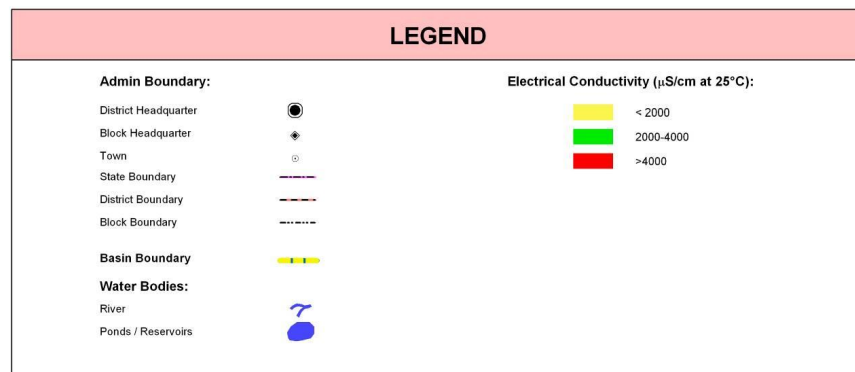 LEGEND
Admin Boundary:
District Headquarter
Block Headquarter
Town
State Boundary
District Boundary
Block Boundary
Basin Boundary
Water Bodies:
River
Ponds / Reservoirs
Electrical Conductivity (µS/cm at 25°C):
< 2000
2000-4000
>4000